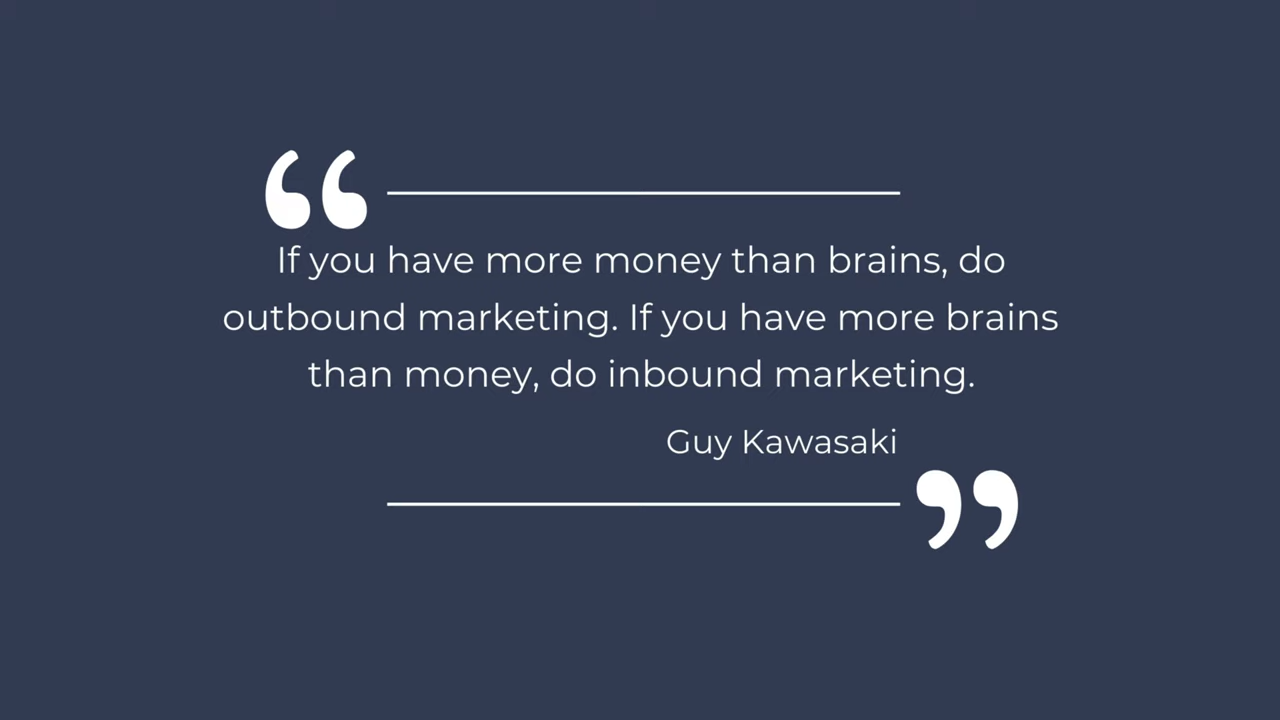 “
If you have more money than brains, do
outbound marketing. If you have more brains
than money, do inbound marketing.
Guy Kawasaki
”